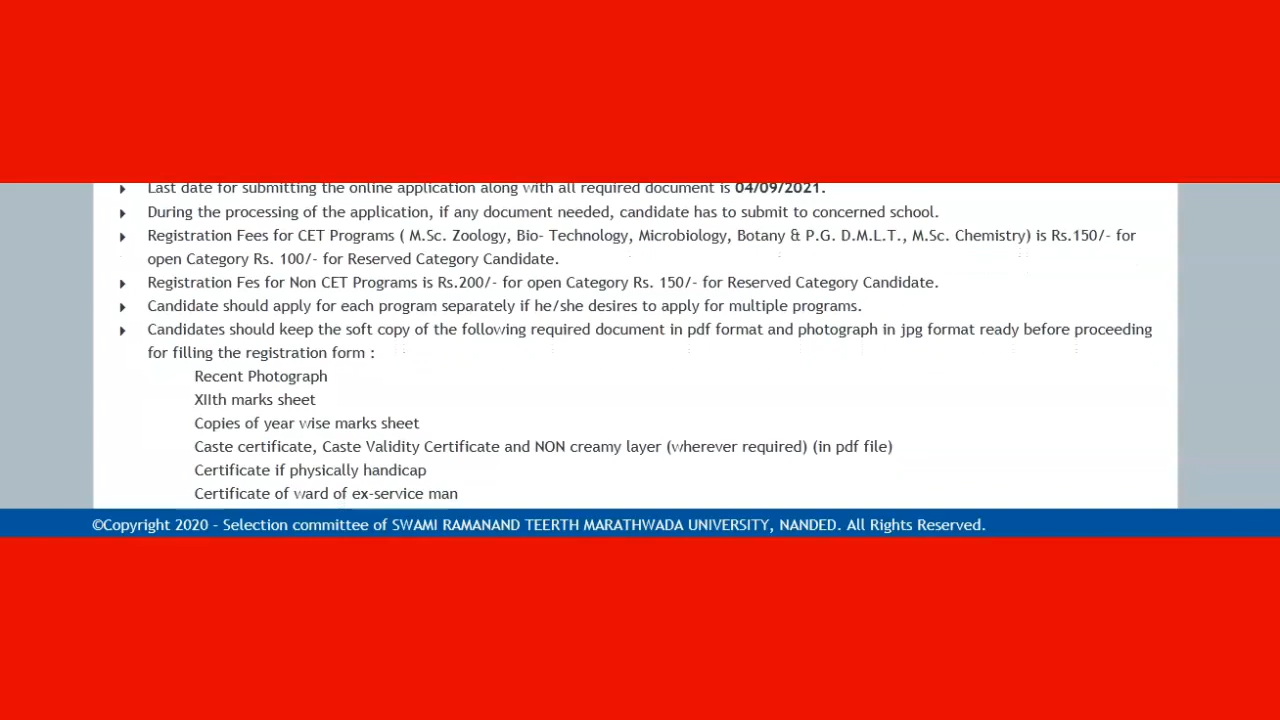 Last date for submitting the online application along with all required document is 04/09/2021.
During the processing of the application, if any document needed, candidate has to submit to concerned school.
Registration Fees for CET Programs ( M.Sc. Zoology, Bio- Technology, Microbiology, Botany & P.G. D.M.L.T., M.Sc. Chemistry) is Rs.150/- for
open Category Rs. 100/- for Reserved Category Candidate.
Registration Fes for Non CET Programs is Rs.200/- for open Category Rs. 150/- for Reserved Category Candidate.
Candidate should apply for each program separately if he/she desires to apply for multiple programs.
Candidates should keep the soft copy of the following required document in pdf format and photograph in jpg format ready before proceeding
for filling the registration form :
Recent Photograph
XIIth marks sheet
Copies of year wise marks sheet
Caste certificate, Caste Validity Certificate and NON creamy layer (wherever required) (in pdf file)
Certificate if physically handicap
Certificate of ward of ex-service man
©Copyright 2020 - Selection committee of SWAMI RAMANAND TEERTH MARATHWADA UNIVERSITY, NANDED. All Rights Reserved.